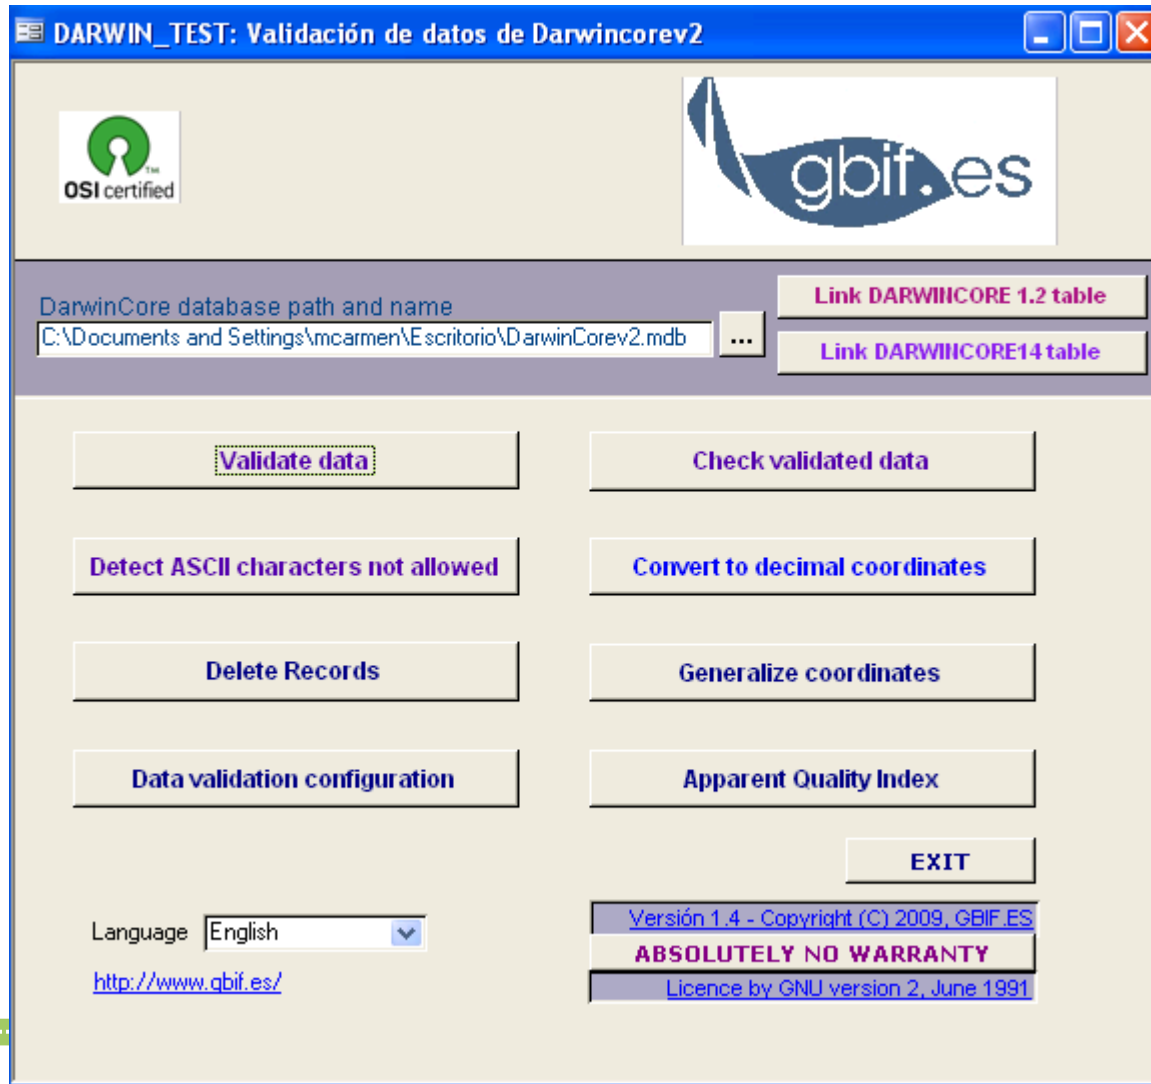 DARWIN_TEST: Validación de datos de Darwincorev2
OSI certified
TM
gbif.es
DarwinCore database path and name
C:\Documents and Settings\mcarmen\Escritorio\DarwinCorev2.mdb
...
Link DARWINCORE 1.2 table
Link DARWINCORE14 table
Validate data
Check validated data
Detect ASCII characters not allowed
Convert to decimal coordinates
Delete Records
Generalize coordinates
Data validation configuration
Apparent Quality Index
EXIT
Language English
http://www.gbif.es/
Versión 1.4 - Copyright (C) 2009, GBIF.ES
ABSOLUTELY NO WARRANTY
Licence by GNU version 2, June 1991